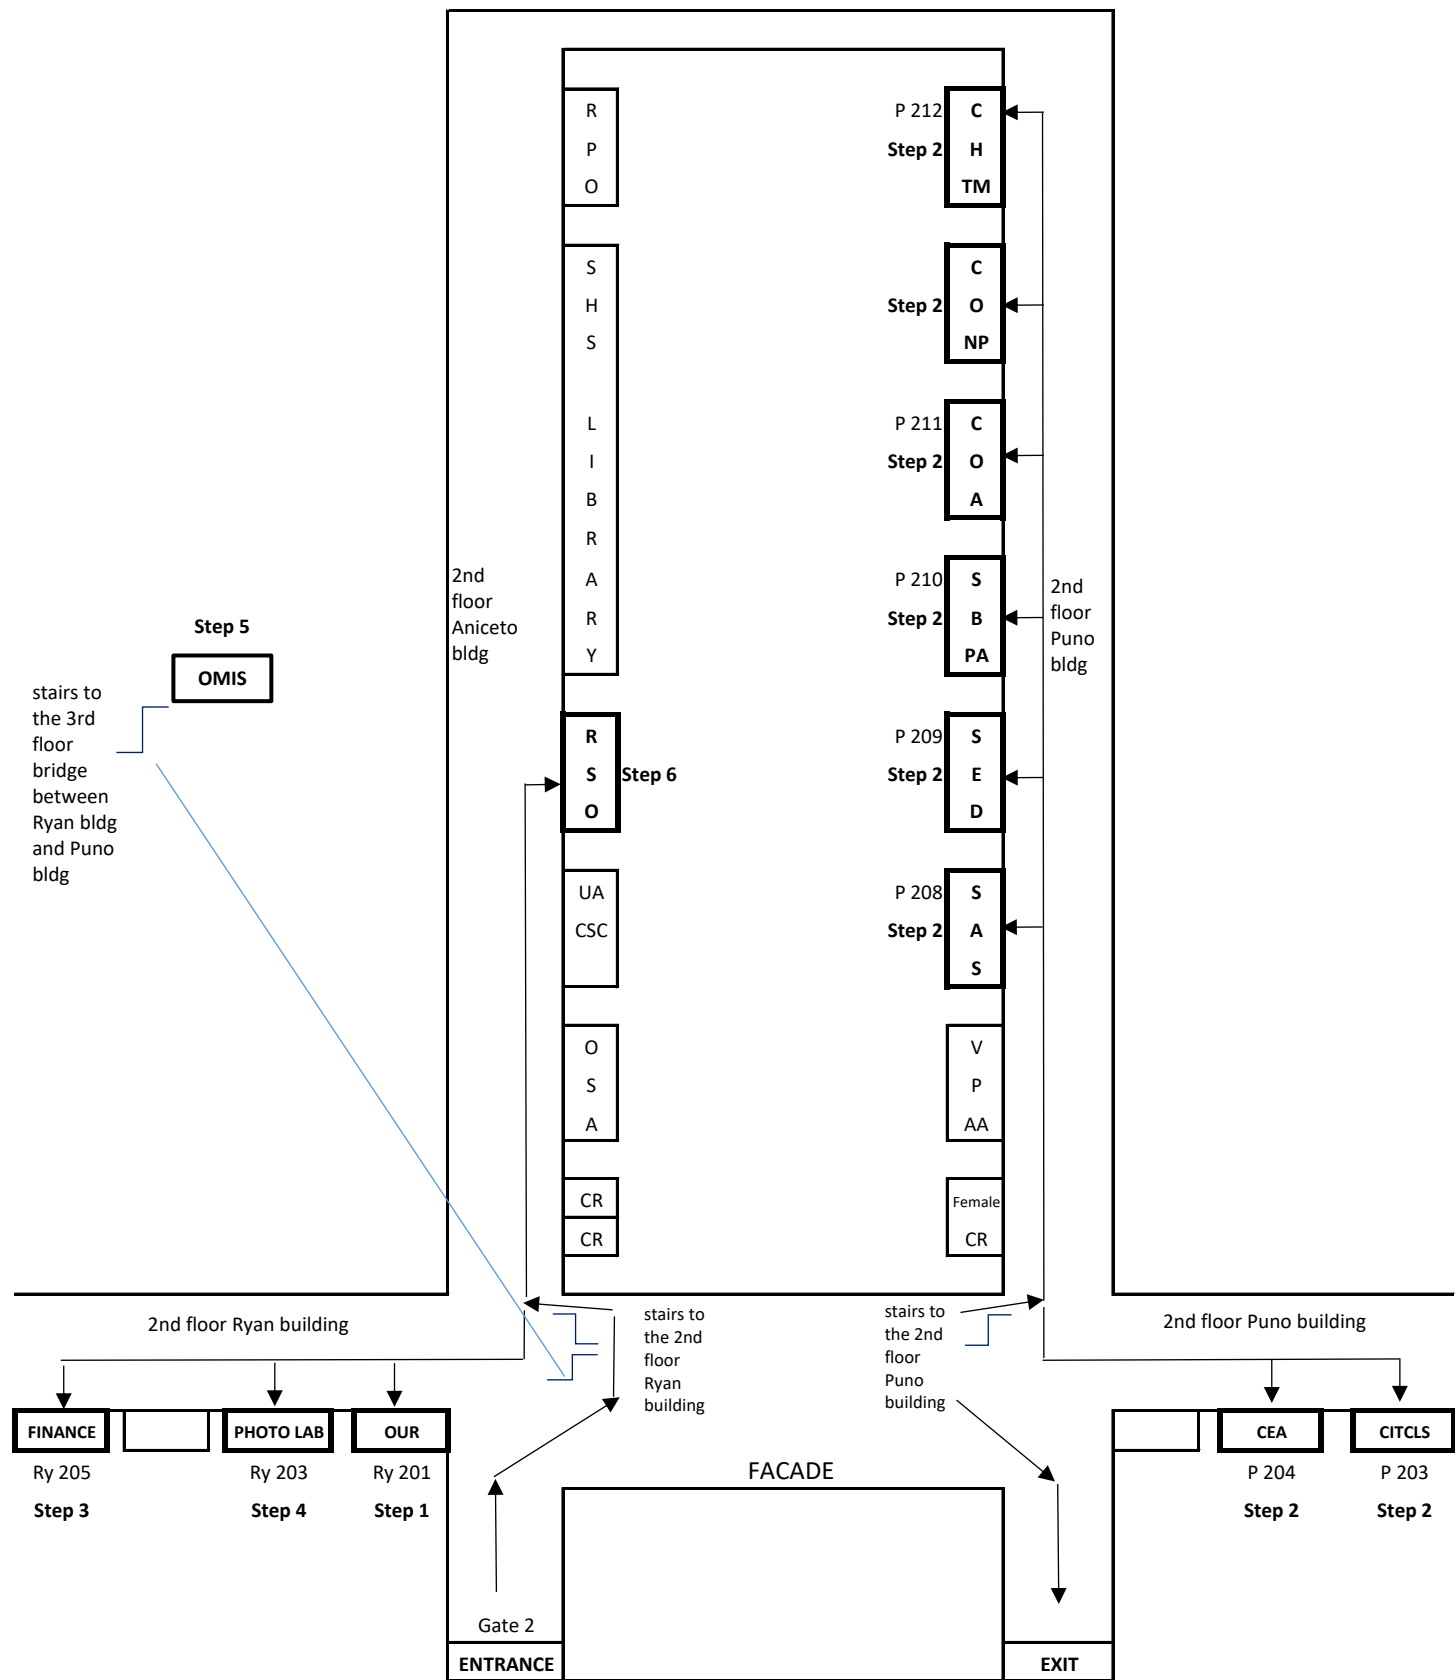 R
P
O
P 212
Step 2
C
H
TM
S
H
S
L
I
B
R
A
R
Y
Step 2
C
O
NP
P 211
Step 2
C
O
A
P 210
Step 2
S
B
PA
2nd
floor
Aniceto
bldg
2nd
floor
Puno
bldg
Step 5
OMIS
stairs to
the 3rd
floor
bridge
between
Ryan bldg
and Puno
bldg
R
S
O
Step 6
P 209
Step 2
S
E
D
UA
CSC
P 208
Step 2
S
A
S
O
S
A
V
P
AA
CR
CR
Female
CR
2nd floor Ryan building
stairs to
the 2nd
floor
Ryan
building
stairs to
the 2nd
floor
Puno
building
2nd floor Puno building
FINANCE
Ry 205
Step 3
PHOTO LAB
Ry 203
Step 4
OUR
Ry 201
Step 1
FACADE
CEA
P 204
Step 2
CITCLS
P 203
Step 2
Gate 2
ENTRANCE
EXIT